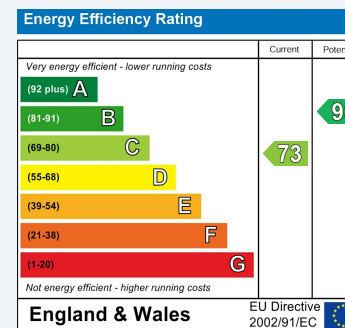 Energy Efficiency Rating
Current
Very energy efficient - lower running costs
(92 plus) A
(81-91) B
(69-80) C
73
(55-68) D
(39-54) E
(21-38) F
(1-20) G
Not energy efficient - higher running costs
England & Wales
EU Directive
2002/91/EC